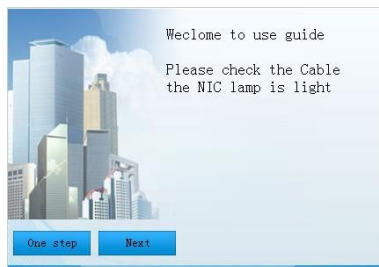 Weclome to use guide
Please check the Cable
the NIC lamp is light
One step
Next